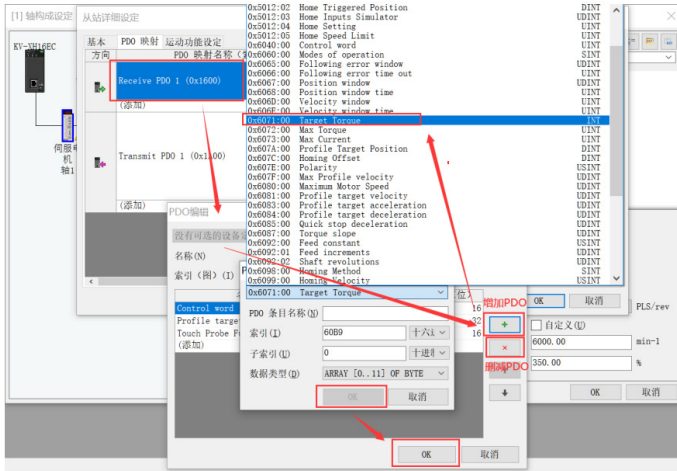 [1] 轴构成设定
从站详细设定
KV-XH16EC
伺服电
机
轴1
基本 PDO 映射 运动功能设定
方向 PDO 映射名称
Receive PDO 1 (0x1600)
(添加)
Transmit PDO 1 (0x1A00)
(添加)
0x5012:02 Home Triggered Position DINT
0x5012:03 Home Inputs Simulator UDINT
0x5012:04 Home Setting UINT
0x5012:05 Home Speed Limit UINT
0x6040:00 Control word UINT
0x6060:00 Modes of operation SINT
0x6065:00 Following error window UDINT
0x6066:00 Following error time out UINT
0x6067:00 Position window UDINT
0x6068:00 Position window time UINT
0x606D:00 Velocity window UINT
0x606E:00 Velocity window time UINT
0x6071:00 Target Torque INT
0x6072:00 Max Torque UINT
0x6073:00 Max Current UINT
0x607A:00 Profile Target Position DINT
0x607C:00 Homing Offset DINT
0x607E:00 Polarity USINT
0x607F:00 Max Profile velocity UDINT
0x6080:00 Maximum Motor Speed UDINT
0x6081:00 Profile target velocity UDINT
0x6083:00 Profile target acceleration UDINT
0x6084:00 Profile target deceleration UDINT
0x6085:00 Quick stop deceleration UDINT
0x6087:00 Torque slope UDINT
0x6092:00 Feed constant USINT
0x6092:01 Feed increments UDINT
0x6092:02 Shaft revolutions UDINT
0x6098:00 Homing Method SINT
0x6099:00 Homing Velocity USINT
0x6071:00 Target Torque
PDO编辑
没有可选的设备
名称(N)
索引 (图) (I)
位)
Control word 16
Profile targe 32
Touch Probe F 16
(添加)
PDO 条目名称(N)
索引(I) 60B9 十六
子索引(U) 0 十进制
数据类型(D) ARRAY [0..11] OF BYTE
OK 取消
增加PDO
删减PDO
OK 取消
OK 取消
PLS/rev
自定义(U)
6000.00 min-1
350.00 %
OK 取消